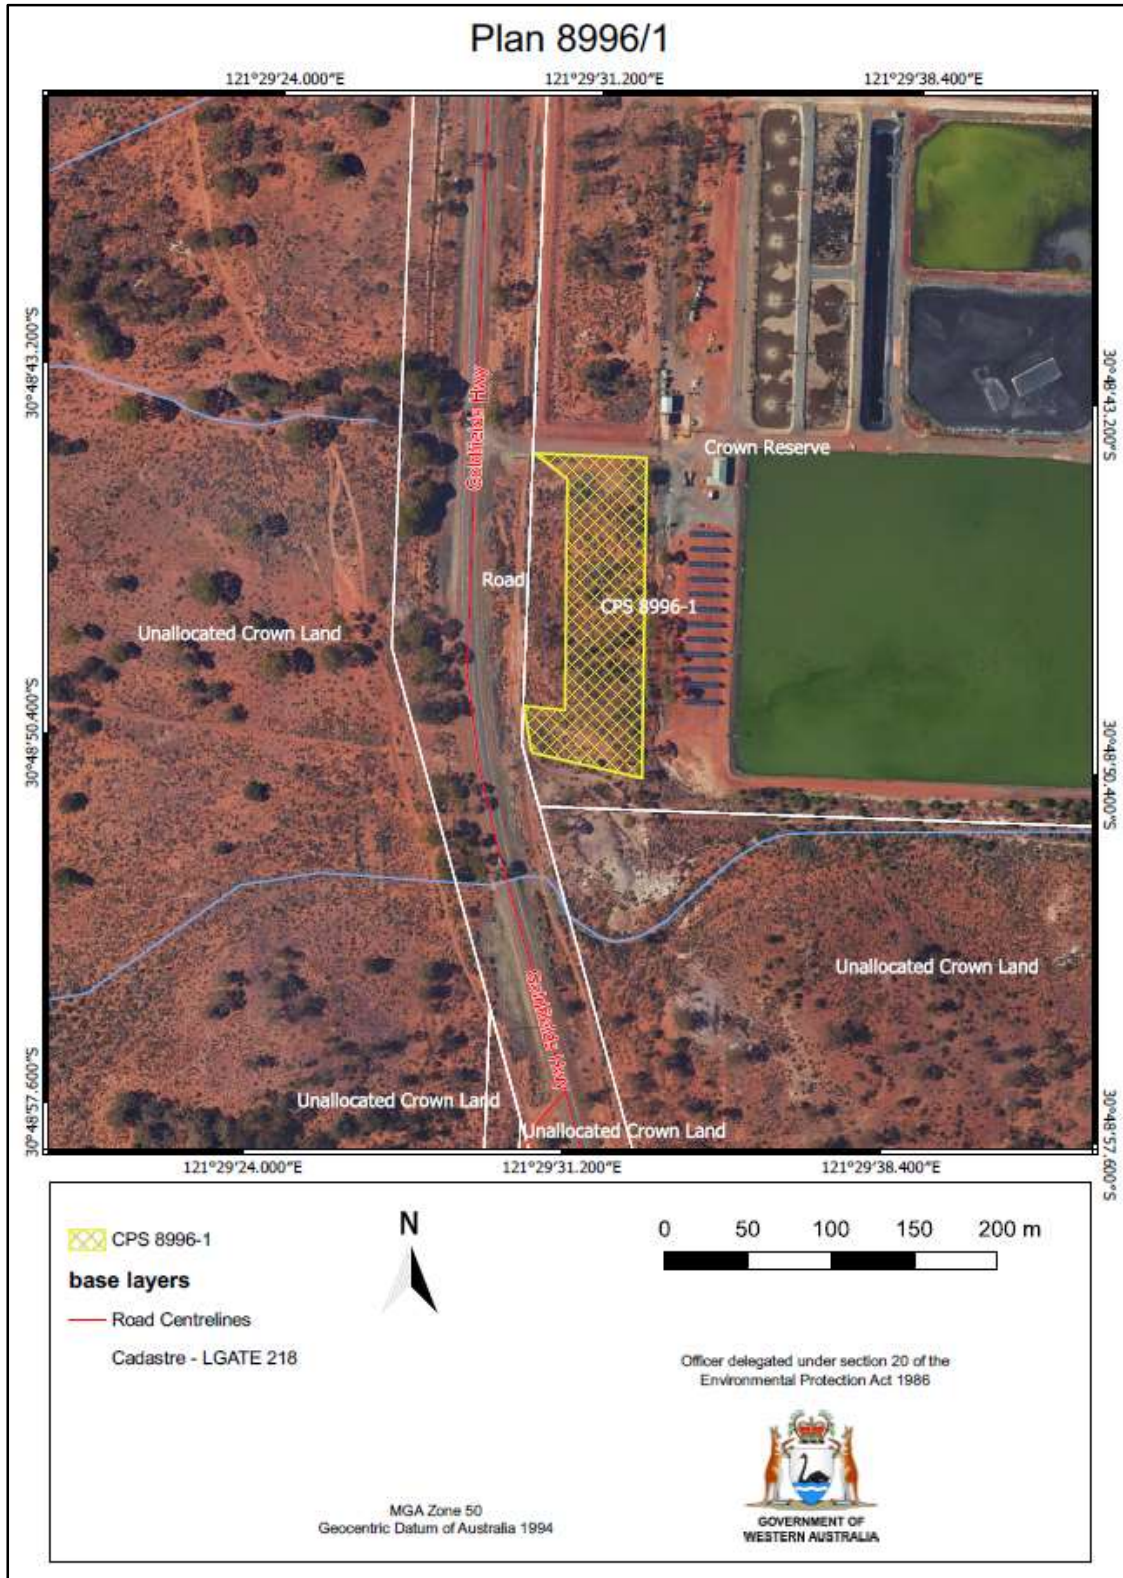 Plan 8996/1
121°29'24.000"E
121°29'31.200"E
121°29'38.400"E
30°48'43.200"S
30°48'43.200"S
Goldfields Hwy
Crown Reserve
Road
CPS 8996-1
Unallocated Crown Land
30°48'50.400"S
30°48'50.400"S
Unallocated Crown Land
Goldfields Hwy
30°48'57.600"S
30°48'57.600"S
Unallocated Crown Land
Unallocated Crown Land
121°29'24.000"E
121°29'31.200"E
121°29'38.400"E
CPS 8996-1
base layers
Road Centrelines
Cadastre - LGATE 218
N
0 50 100 150 200 m
Officer delegated under section 20 of the
Environmental Protection Act 1986
GOVERNMENT OF
WESTERN AUSTRALIA
MGA Zone 50
Geocentric Datum of Australia 1994